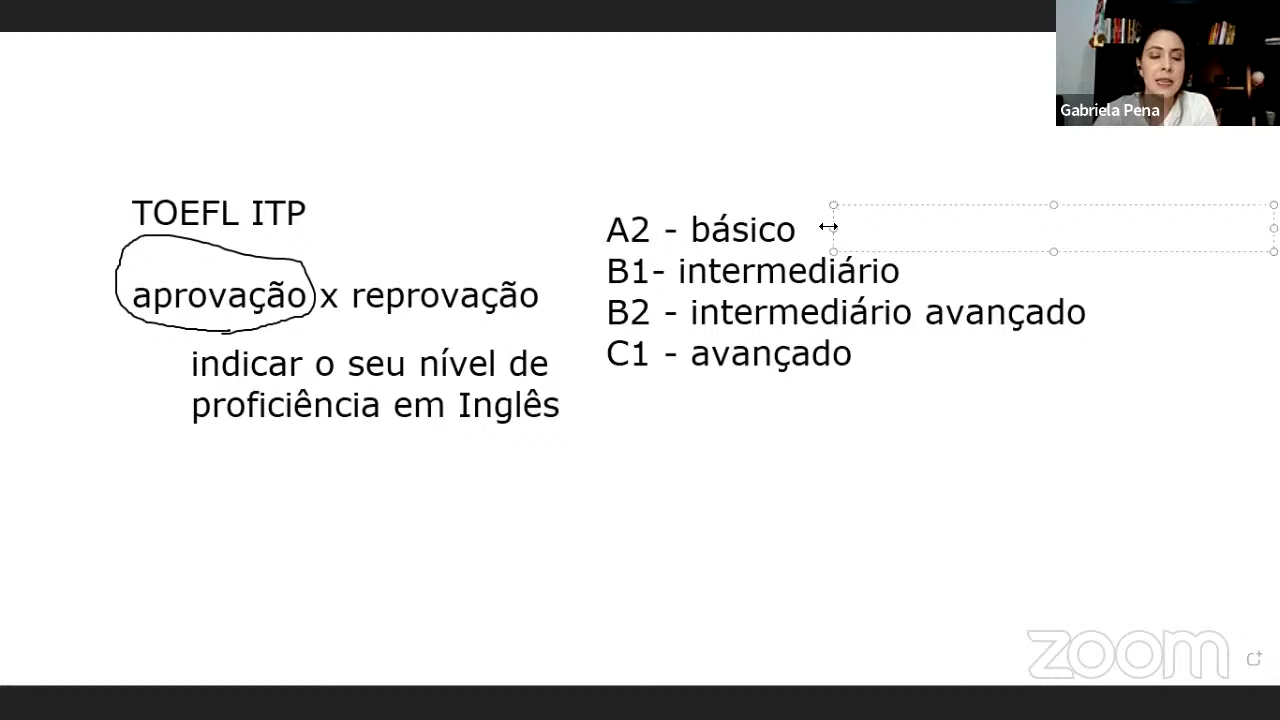 Gabriela Pena
TOEFL ITP
aprovação x reprovação
indicar o seu nível de
proficiência em Inglês
A2 - básico
B1- intermediário
B2 - intermediário avançado
C1 - avançado
zoom